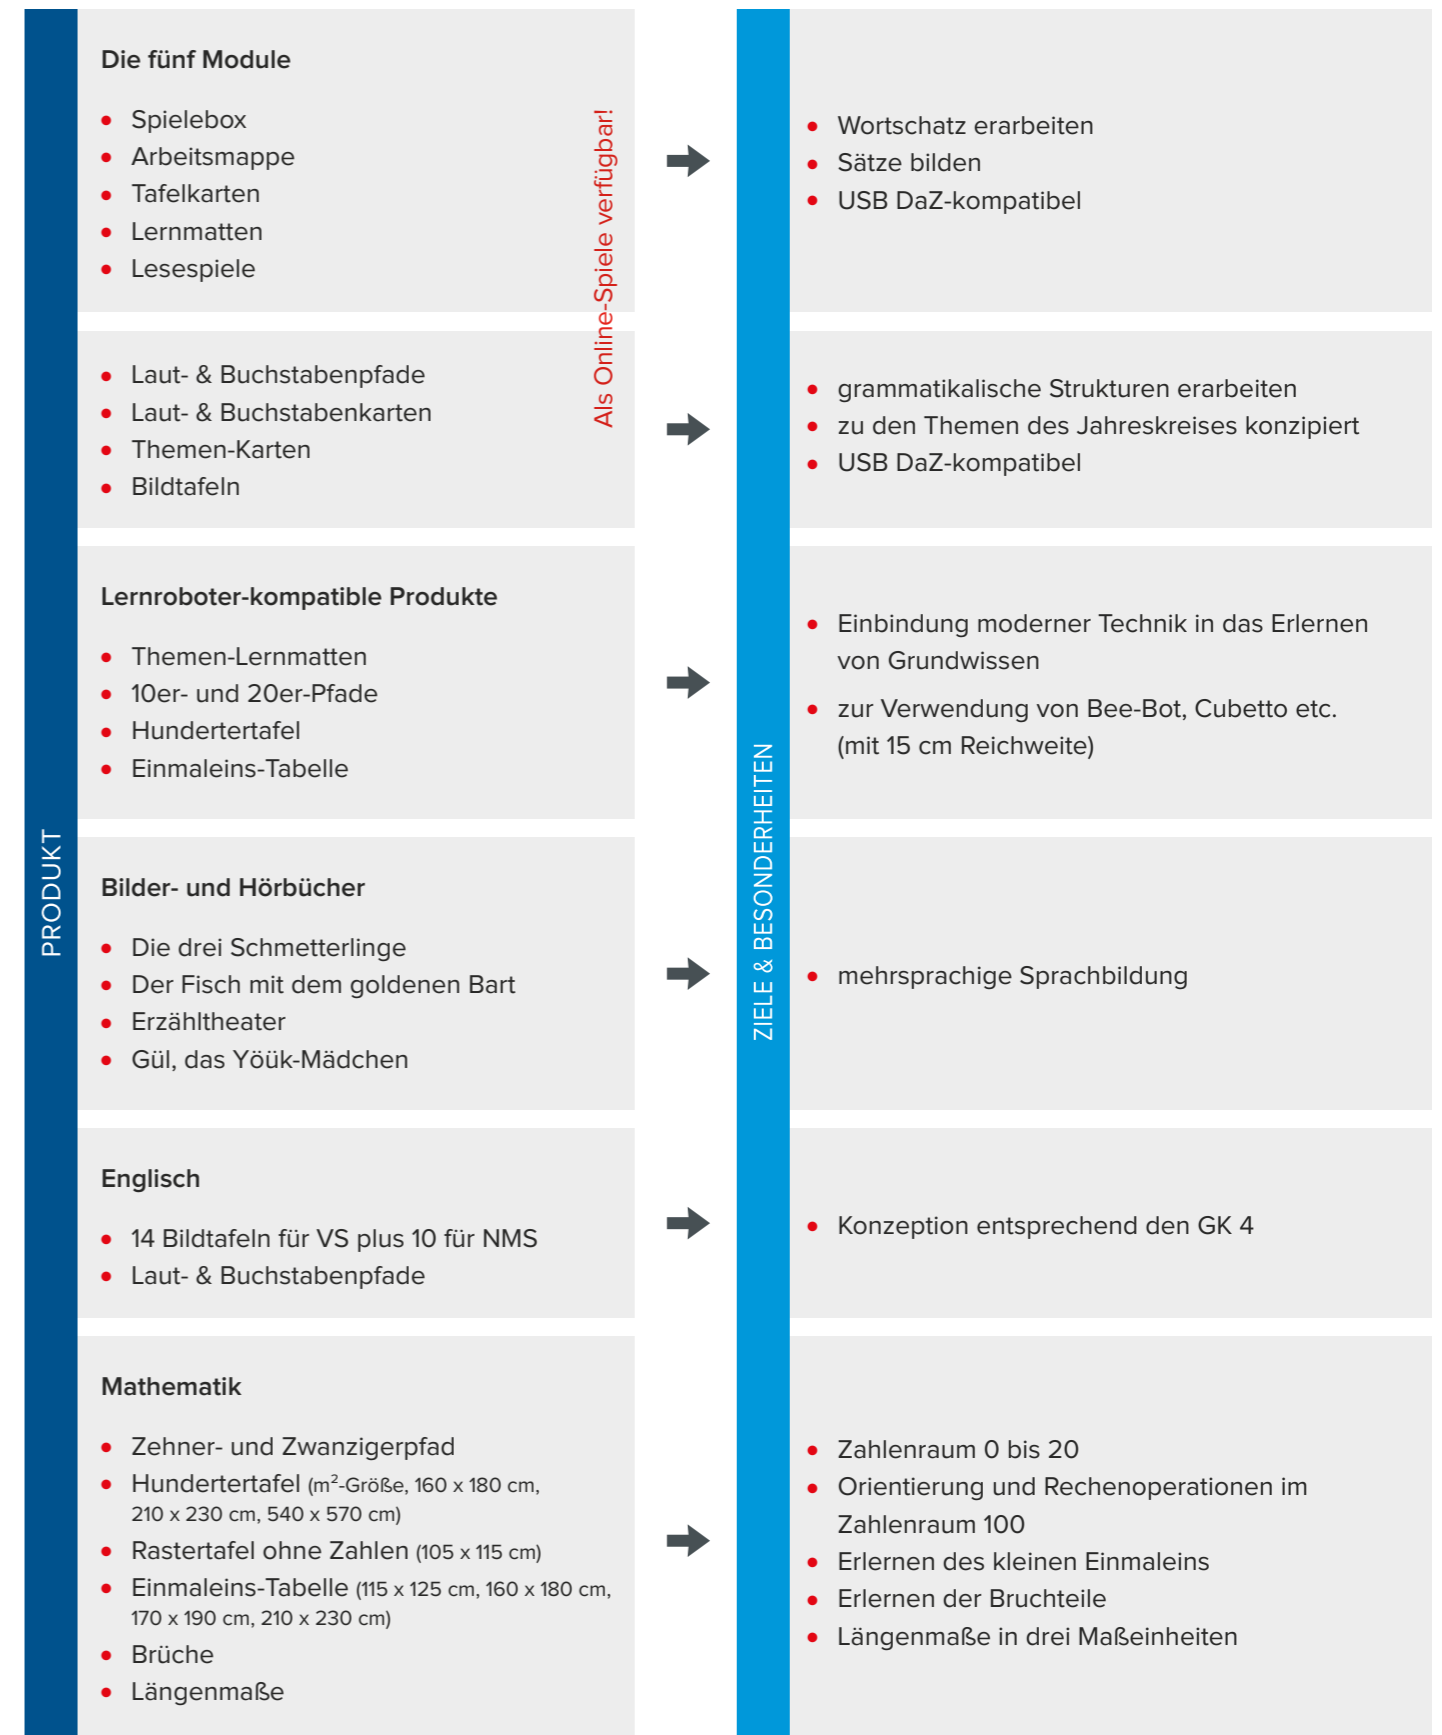 PRODUKT
Die fünf Module
Spielebox
Arbeitsmappe
Tafelkarten
Lernmatten
Lesespiele
Als Online-Spiele verfügbar!
Laut- & Buchstabenpfade
Laut- & Buchstabenkarten
Themen-Karten
Bildtafeln
Lernroboter-kompatible Produkte
Themen-Lernmatten
10er- und 20er-Pfade
Hundertertafel
Einmaleins-Tabelle
Bilder- und Hörbücher
Die drei Schmetterlinge
Der Fisch mit dem goldenen Bart
Erzähltheater
Gül, das Yöük-Mädchen
Englisch
14 Bildtafeln für VS plus 10 für NMS
Laut- & Buchstabenpfade
Mathematik
Zehner- und Zwanzigerpfad
Hundertertafel (m²-Größe, 160 x 180 cm,
210 x 230 cm, 540 x 570 cm)
Rastertafel ohne Zahlen (105 x 115 cm)
Einmaleins-Tabelle (115 x 125 cm, 160 x 180 cm,
170 x 190 cm, 210 x 230 cm)
Brüche
Längenmaße
ZIELE & BESONDERHEITEN
Wortschatz erarbeiten
Sätze bilden
USB DaZ-kompatibel
grammatikalische Strukturen erarbeiten
zu den Themen des Jahreskreises konzipiert
USB DaZ-kompatibel
Einbindung moderner Technik in das Erlernen
von Grundwissen
zur Verwendung von Bee-Bot, Cubetto etc.
(mit 15 cm Reichweite)
mehrsprachige Sprachbildung
Konzeption entsprechend den GK 4
Zahlenraum 0 bis 20
Orientierung und Rechenoperationen im
Zahlenraum 100
Erlernen des kleinen Einmaleins
Erlernen der Bruchteile
Längenmaße in drei Maßeinheiten